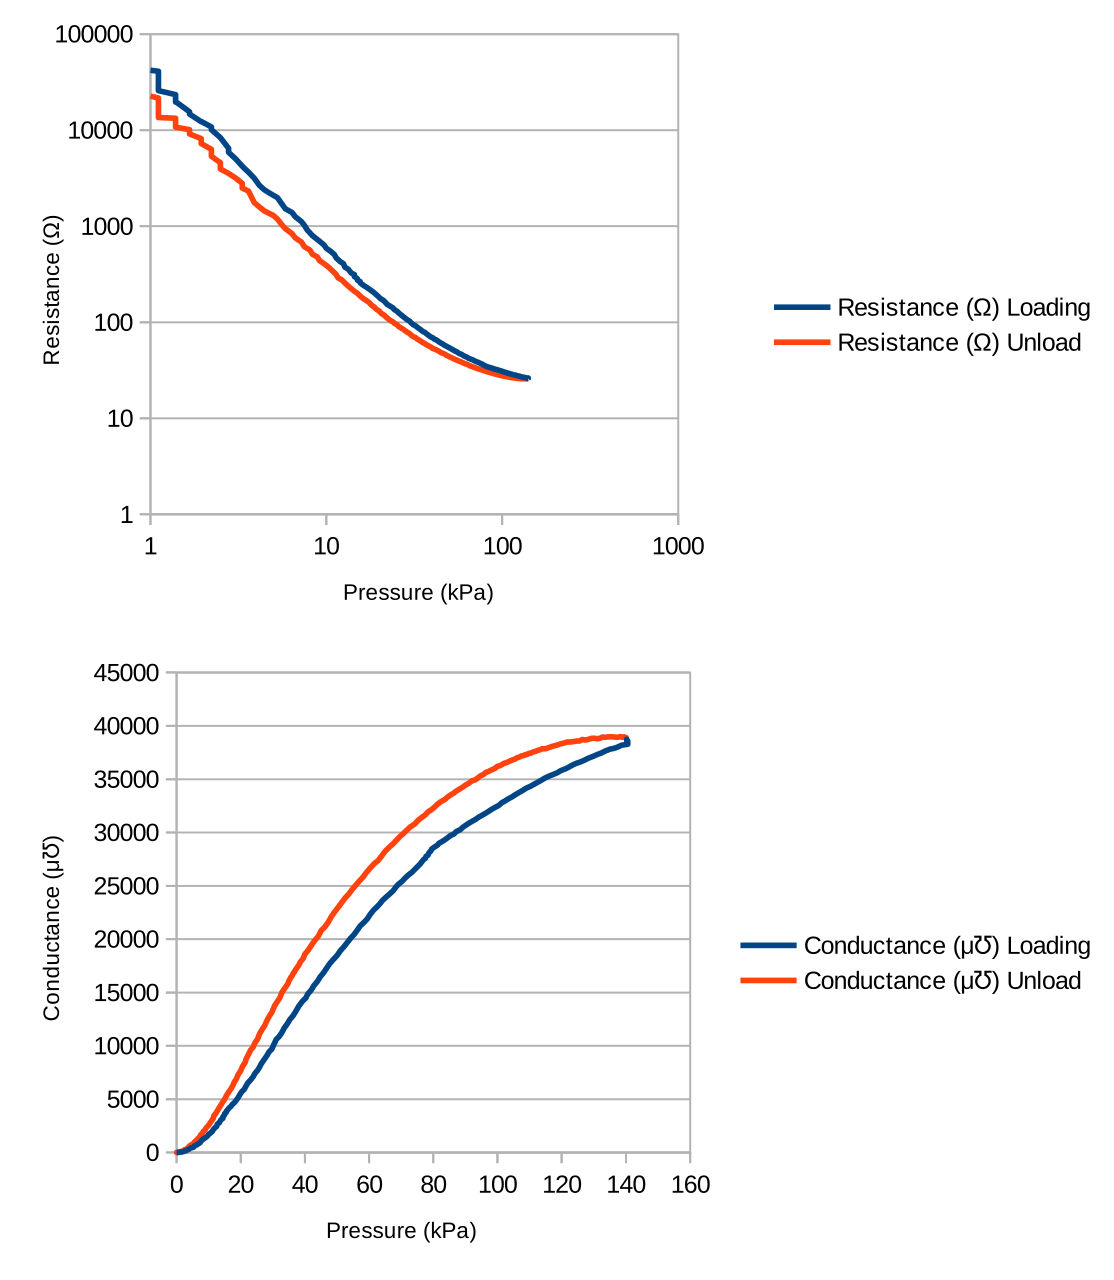 100000
10000
1000
100
10
1
Resistance (Ω)
1 10 100 1000
Pressure (kPa)
Resistance (Ω) Loading
Resistance (Ω) Unload
45000
40000
35000
30000
25000
20000
15000
10000
5000
0
Conductance (µ℧)
0 20 40 60 80 100 120 140 160
Pressure (kPa)
Conductance (µ℧) Loading
Conductance (µ℧) Unload